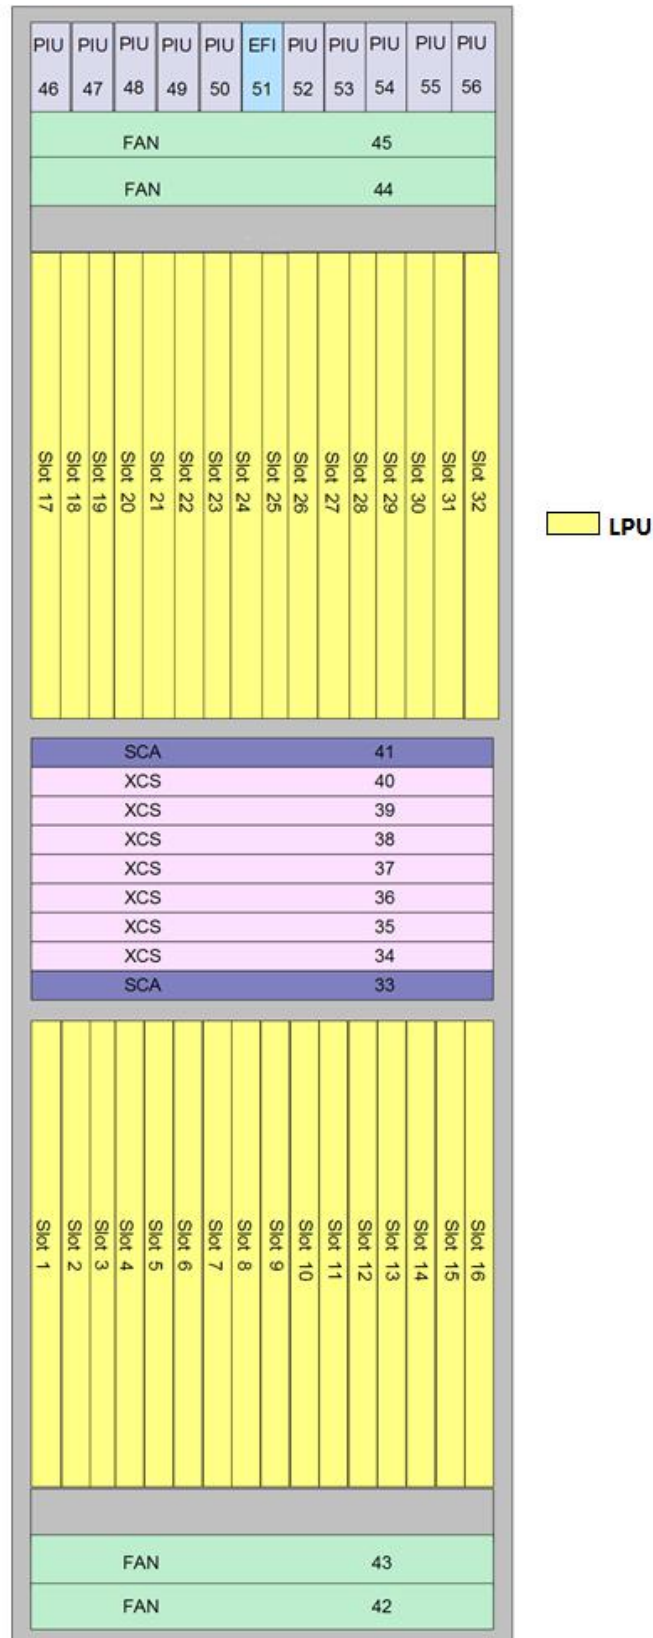 PIU PIU PIU PIU PIU EFI PIU PIU PIU PIU PIU
46 47 48 49 50 51 52 53 54 55 56
FAN 45
FAN 44
Slot 17
Slot 18
Slot 19
Slot 20
Slot 21
Slot 22
Slot 23
Slot 24
Slot 25
Slot 26
Slot 27
Slot 28
Slot 29
Slot 30
Slot 31
Slot 32
LPU
SCA 41
XCS 40
XCS 39
XCS 38
XCS 37
XCS 36
XCS 35
XCS 34
SCA 33
Slot 1
Slot 2
Slot 3
Slot 4
Slot 5
Slot 6
Slot 7
Slot 8
Slot 9
Slot 10
Slot 11
Slot 12
Slot 13
Slot 14
Slot 15
Slot 16
FAN 43
FAN 42